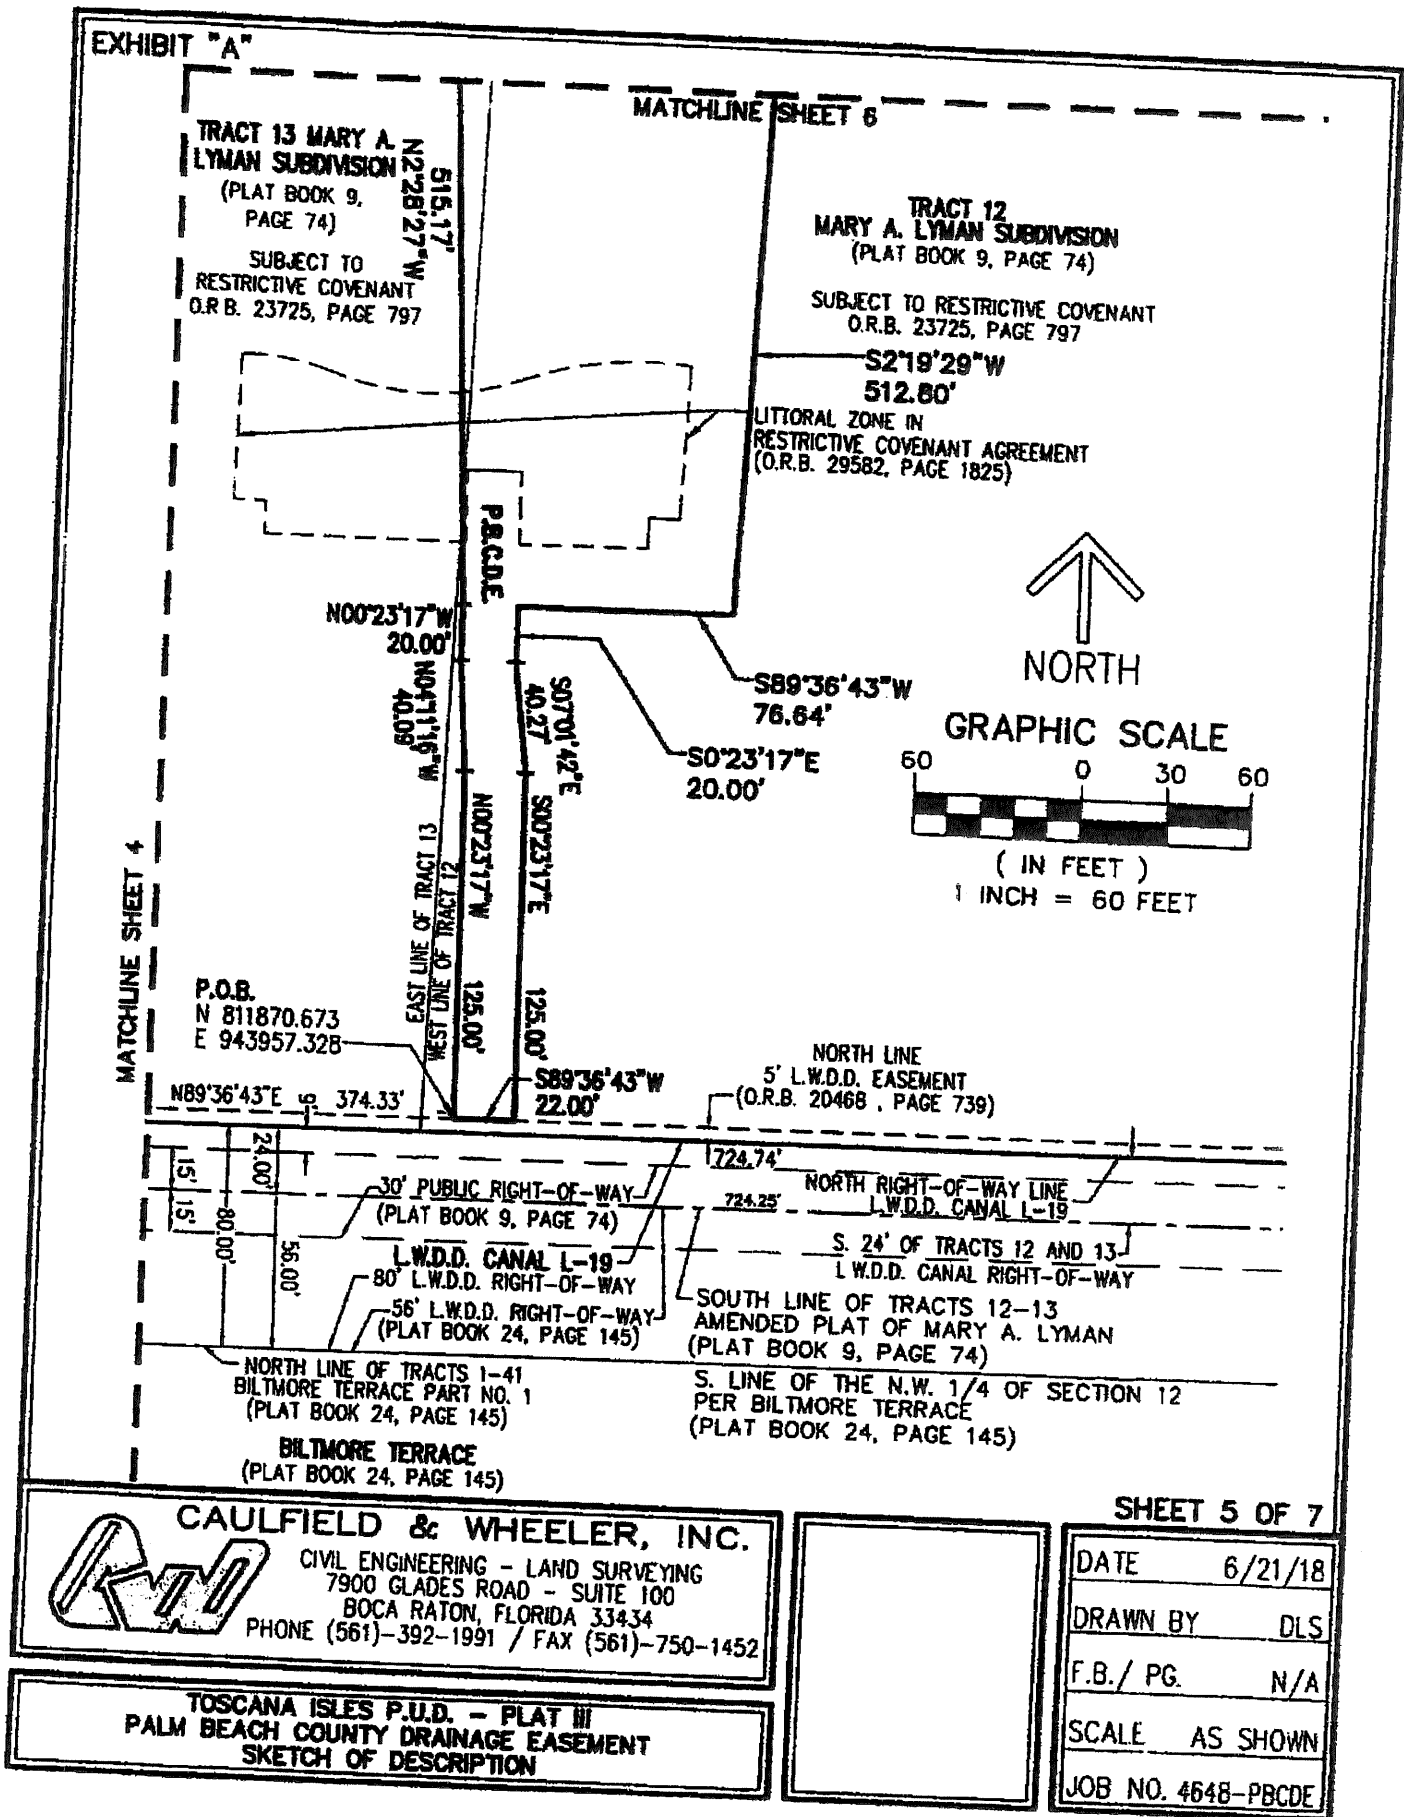 EXHIBIT "A"
MATCHLINE SHEET 6
TRACT 13 MARY A.
LYMAN SUBDIVISION
(PLAT BOOK 9,
PAGE 74)
SUBJECT TO
RESTRICTIVE COVENANT
O.R.B. 23725, PAGE 797
515.17'
N2°28'27"W
TRACT 12
MARY A. LYMAN SUBDIVISION
(PLAT BOOK 9, PAGE 74)
SUBJECT TO RESTRICTIVE COVENANT
O.R.B. 23725, PAGE 797
S2°19'29"W
512.80'
LITTORAL ZONE IN
RESTRICTIVE COVENANT AGREEMENT
(O.R.B. 29582, PAGE 1825)
P.B.C.D.E.
N00°23'17"W
20.00'
N04°11'16"W
40.09'
S07°01'42"E
40.27'
S89°36'43"W
76.64'
S0°23'17"E
20.00'
NORTH
GRAPHIC SCALE
60 0 30 60
( IN FEET )
1 INCH = 60 FEET
N00°23'17"W 125.00'
S00°23'17"E 125.00'
EAST LINE OF TRACT 13
WEST LINE OF TRACT 12
MATCHLINE SHEET 4
P.O.B.
N 811870.673
E 943957.328
S89°36'43"W
22.00'
NORTH LINE
5' L.W.D.D. EASEMENT
(O.R.B. 20468 , PAGE 739)
N89°36'43"E 9' 374.33'
24.00'
15'
15'
80.00'
56.00'
724.74'
724.25'
30' PUBLIC RIGHT-OF-WAY
(PLAT BOOK 9, PAGE 74)
NORTH RIGHT-OF-WAY LINE
L.W.D.D. CANAL L-19
L.W.D.D. CANAL L-19
80' L.W.D.D. RIGHT-OF-WAY
56' L.W.D.D. RIGHT-OF-WAY
(PLAT BOOK 24, PAGE 145)
S. 24' OF TRACTS 12 AND 13
L.W.D.D. CANAL RIGHT-OF-WAY
SOUTH LINE OF TRACTS 12-13
AMENDED PLAT OF MARY A. LYMAN
(PLAT BOOK 9, PAGE 74)
NORTH LINE OF TRACTS 1-41
BILTMORE TERRACE PART NO. 1
(PLAT BOOK 24, PAGE 145)
S. LINE OF THE N.W. 1/4 OF SECTION 12
PER BILTMORE TERRACE
(PLAT BOOK 24, PAGE 145)
BILTMORE TERRACE
(PLAT BOOK 24, PAGE 145)
SHEET 5 OF 7
CAULFIELD & WHEELER, INC.
CIVIL ENGINEERING - LAND SURVEYING
7900 GLADES ROAD - SUITE 100
BOCA RATON, FLORIDA 33434
PHONE (561)-392-1991 / FAX (561)-750-1452
TOSCANA ISLES P.U.D. - PLAT III
PALM BEACH COUNTY DRAINAGE EASEMENT
SKETCH OF DESCRIPTION
DATE 6/21/18
DRAWN BY DLS
F.B./ PG. N/A
SCALE AS SHOWN
JOB NO. 4648-PBCDE